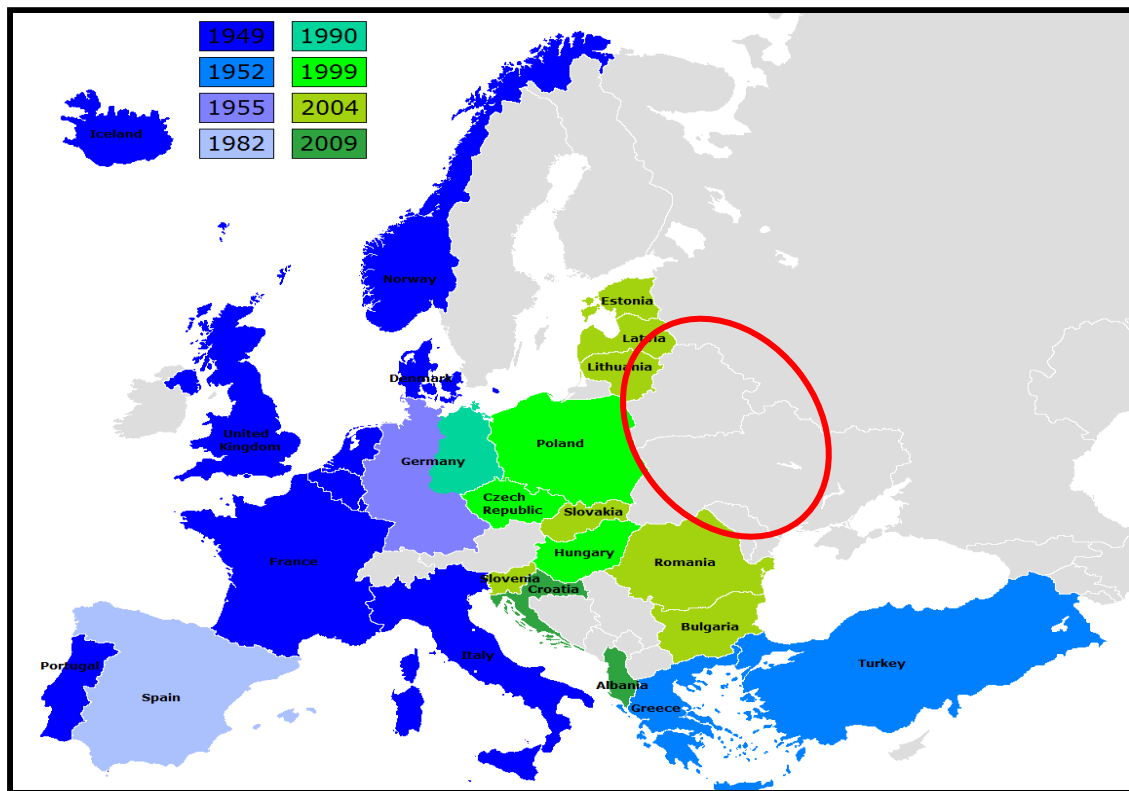 1949 1990
1952 1999
1955 2004
1982 2009
Iceland
Norway
Estonia
Latvia
Lithuania
Denmark
United
Kingdom
Germany
Poland
Czech
Republic
Slovakia
France
Hungary
Romania
Slovenia
Croatia
Bulgaria
Italy
Portugal
Spain
Turkey
Albania
Greece